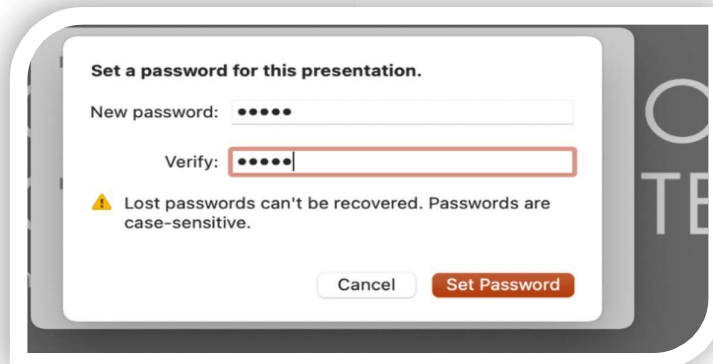 Set a password for this presentation.
New password: •••••
Verify: •••••
Lost passwords can't be recovered. Passwords are
case-sensitive.
Cancel Set Password
O
TE